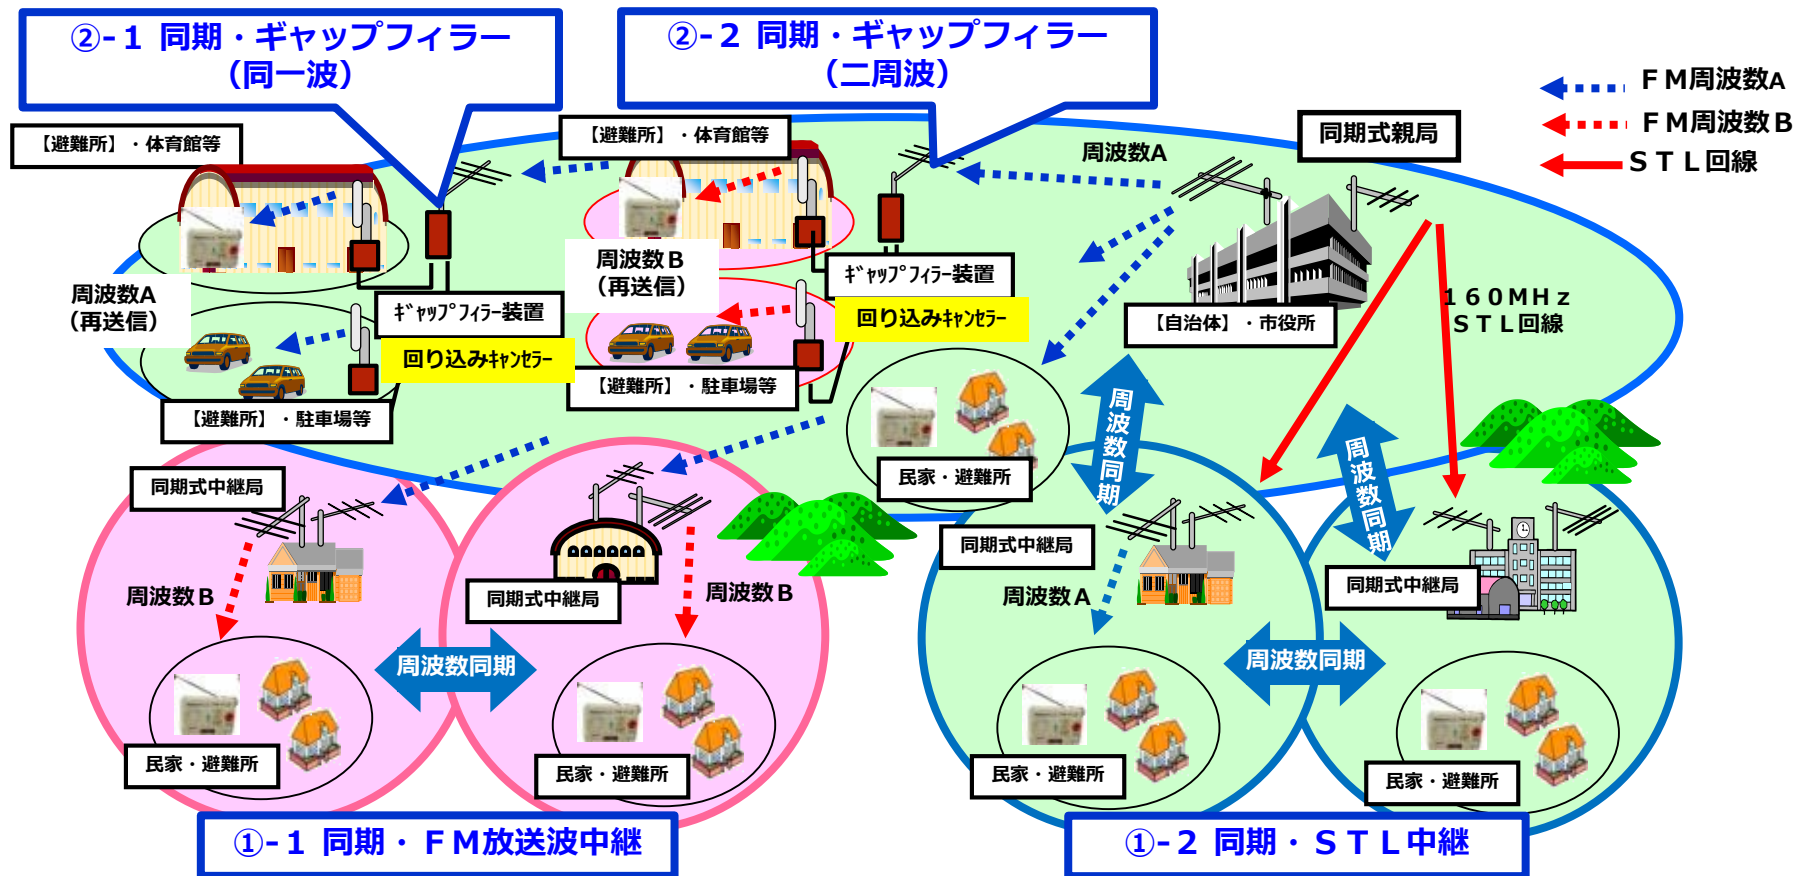 ②-１ 同期・ギャップフィラー
（同一波）
②-２ 同期・ギャップフィラー
（二周波）
ＦＭ周波数A
ＦＭ周波数Ｂ
ＳＴＬ回線
【避難所】・体育館等
【避難所】・体育館等
周波数A
同期式親局
周波数A
（再送信）
周波数Ｂ
（再送信）
ｷﾞｬｯﾌﾟﾌｨﾗｰ装置
回り込みｷｬﾝｾﾗｰ
ｷﾞｬｯﾌﾟﾌｨﾗｰ装置
回り込みｷｬﾝｾﾗｰ
【自治体】・市役所
１６０ＭＨｚ
ＳＴＬ回線
【避難所】・駐車場等
【避難所】・駐車場等
民家・避難所
周波数同期
周波数同期
同期式中継局
周波数Ｂ
同期式中継局
周波数Ｂ
同期式中継局
周波数Ａ
同期式中継局
周波数同期
周波数同期
民家・避難所
民家・避難所
民家・避難所
民家・避難所
①-１ 同期・ＦＭ放送波中継
①-２ 同期・ＳＴＬ中継